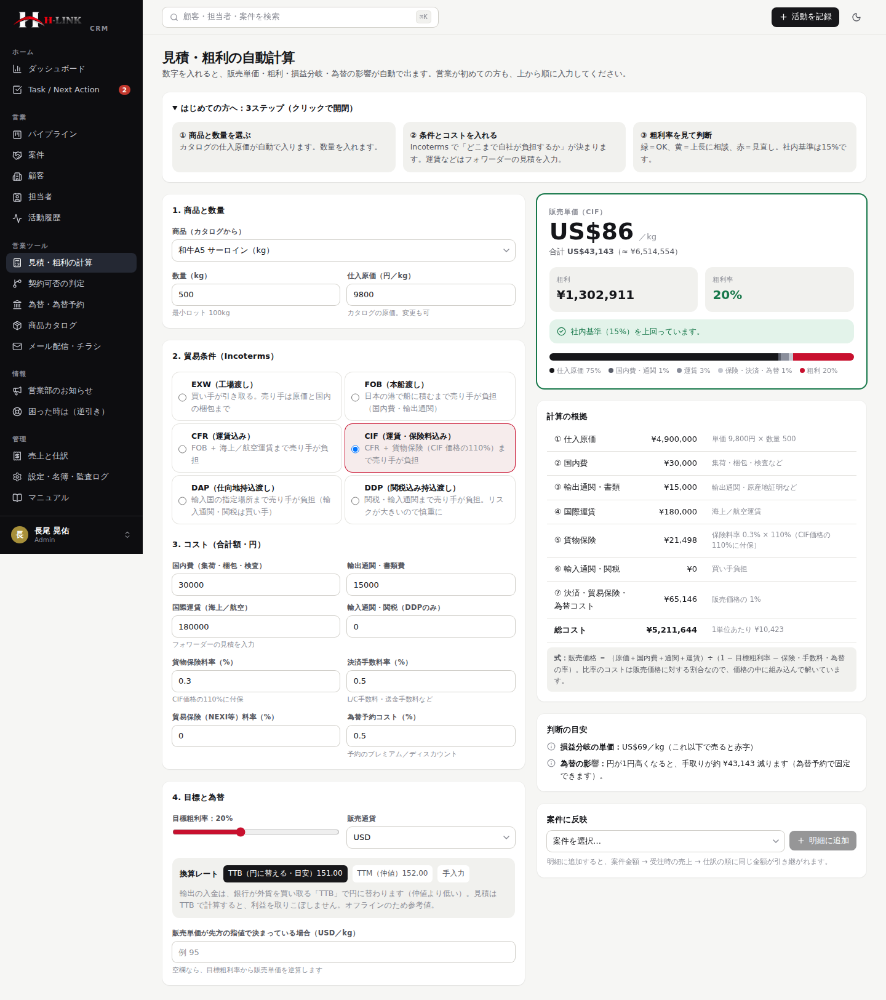 H-LINK CRM
ホーム
ダッシュボード
Task / Next Action 2
営業
パイプライン
案件
顧客
担当者
活動履歴
営業ツール
見積・粗利の計算
契約可否の判定
為替・為替予約
商品カタログ
メール配信・チラシ
情報
営業部のお知らせ
困った時は（逆引き）
管理
売上と仕訳
設定・名簿・監査ログ
マニュアル
長 長尾 晃佑
Admin
顧客・担当者・案件を検索 ⌘K
活動を記録
見積・粗利の自動計算
数字を入れると、販売単価・粗利・損益分岐・為替の影響が自動で出ます。営業が初めての方も、上から順に入力してください。
▼ はじめての方へ：3ステップ（クリックで開閉）
① 商品と数量を選ぶ
カタログの仕入原価が自動で入ります。数量を入れます。
② 条件とコストを入れる
Incoterms で「どこまで自社が負担するか」が決まりま
す。運賃などはフォワーダーの見積を入力。
③ 粗利率を見て判断
緑＝OK、黄＝上長に相談、赤＝見直し。社内基準は15%で
す。
1. 商品と数量
商品（カタログから）
和牛A5 サーロイン（kg）
数量（kg） 仕入原価（円／kg）
500 9800
最小ロット 100kg カタログの原価。変更も可
2. 貿易条件（Incoterms）
EXW（工場渡し）
買い手が引き取る。売り手は原価と国内
の梱包まで
FOB（本船渡し）
日本の港で船に積むまで売り手が負担
（国内費・輸出通関）
CFR（運賃込み）
FOB ＋ 海上／航空運賃まで売り手が負
担
CIF（運賃・保険料込み）
CFR ＋ 貨物保険（CIF 価格の110%）ま
で売り手が負担
DAP（仕向地持込渡し）
輸入国の指定場所まで売り手が負担（輸
入通関・関税は買い手）
DDP（関税込み持込渡し）
関税・輸入通関まで売り手が負担。リス
クが大きいので慎重に
3. コスト（合計額・円）
国内費（集荷・梱包・検査） 輸出通関・書類費
30000 15000
国際運賃（海上／航空） 輸入通関・関税（DDPのみ）
180000 0
フォワーダーの見積を入力
貨物保険料率（%） 決済手数料率（%）
0.3 0.5
CIF価格の110%に付保 L/C手数料・送金手数料など
貿易保険（NEXI等）料率（%） 為替予約コスト（%）
0 0.5
予約のプレミアム／ディスカウント
4. 目標と為替
目標粗利率：20% 販売通貨
USD
換算レート TTB（円に替える・目安）151.00 TTM（仲値）152.00 手入力
輸出の入金は、銀行が外貨を買い取る「TTB」で円に替わります（仲値より低い）。見積は
TTB で計算すると、利益を取りこぼしません。オフラインのため参考値。
販売単価が先方の指値で決まっている場合（USD／kg）
例 95
空欄なら、目標粗利率から販売単価を逆算します
販売単価（CIF）
US$86 ／kg
合計 US$43,143（≈ ¥6,514,554）
粗利 粗利率
¥1,302,911 20%
社内基準（15%）を上回っています。
仕入原価 75% 国内費・通関 1% 運賃 3% 保険・決済・為替 1% 粗利 20%
計算の根拠
① 仕入原価 ¥4,900,000 単価 9,800円 × 数量 500
② 国内費 ¥30,000 集荷・梱包・検査など
③ 輸出通関・書類 ¥15,000 輸出通関・原産地証明など
④ 国際運賃 ¥180,000 海上／航空運賃
⑤ 貨物保険 ¥21,498 保険料率 0.3% × 110%（CIF価格の
110%に付保）
⑥ 輸入通関・関税 ¥0 買い手負担
⑦ 決済・貿易保険・
為替コスト ¥65,146 販売価格の 1%
総コスト ¥5,211,644 1単位あたり ¥10,423
式：販売価格 ＝ （原価＋国内費＋通関＋運賃）÷（1 − 目標粗利率 − 保険・手数料・為替
の率）。比率のコストは販売価格に対する割合なので、価格の中に組み込んで解いていま
す。
判断の目安
損益分岐の単価：US$69／kg（これ以下で売ると赤字）
為替の影響：円が1円高くなると、手取りが約 ¥43,143 減ります（為替予約で固定
できます）。
案件に反映
案件を選択… 明細に追加
明細に追加すると、案件金額 → 受注時の売上 → 仕訳の順に同じ金額が引き継がれます。